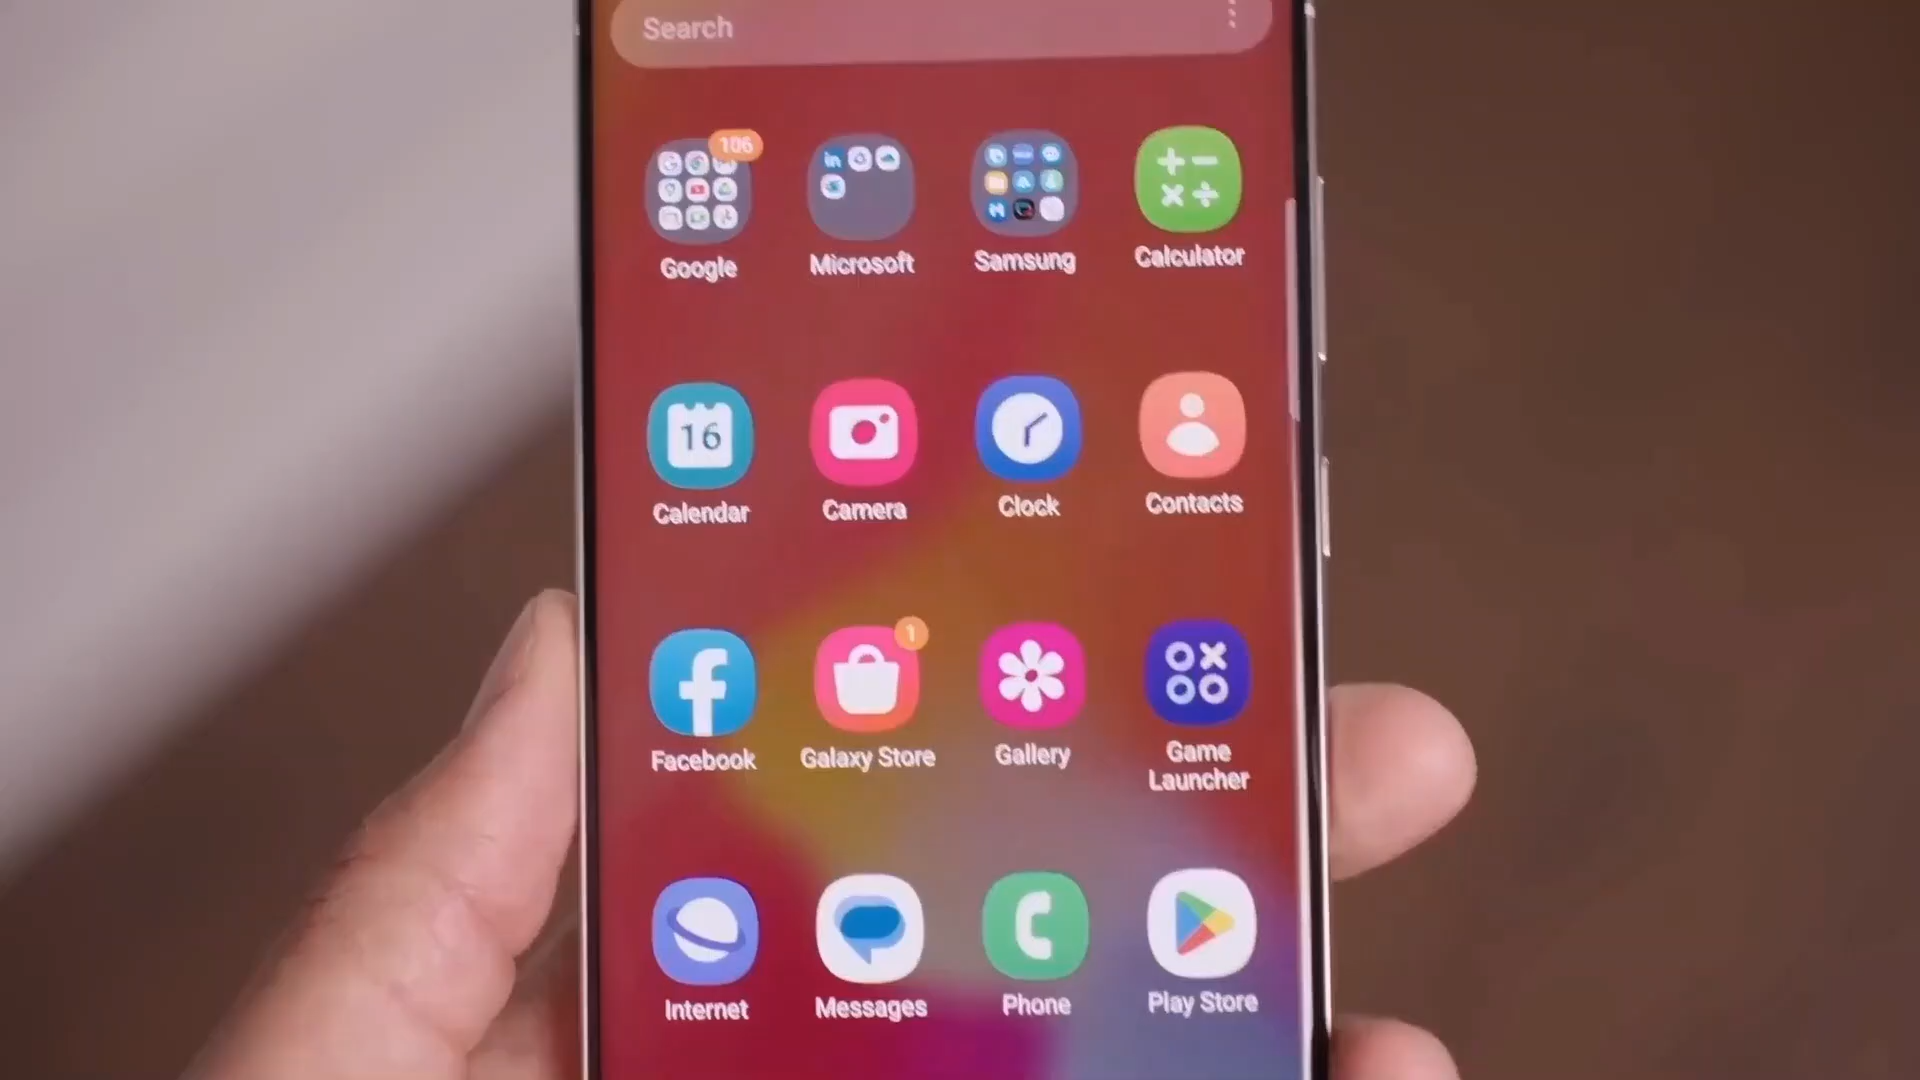 Search
106
Google
Microsoft
Samsung
Calculator
16
Calendar
Camera
Clock
Contacts
1
Facebook
Galaxy Store
Gallery
Game
Launcher
Internet
Messages
Phone
Play Store